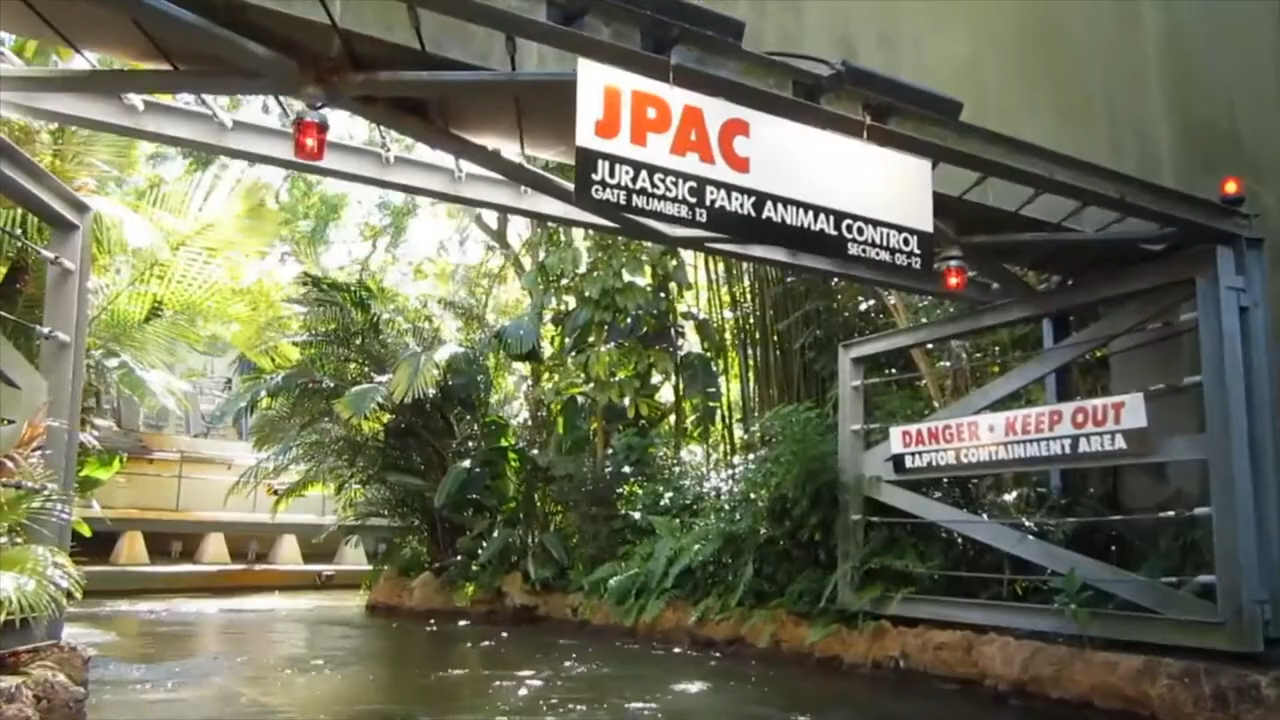 JPAC
JURASSIC PARK ANIMAL CONTROL
GATE NUMBER: 13
SECTION: 05-12
DANGER • KEEP OUT
RAPTOR CONTAINMENT AREA